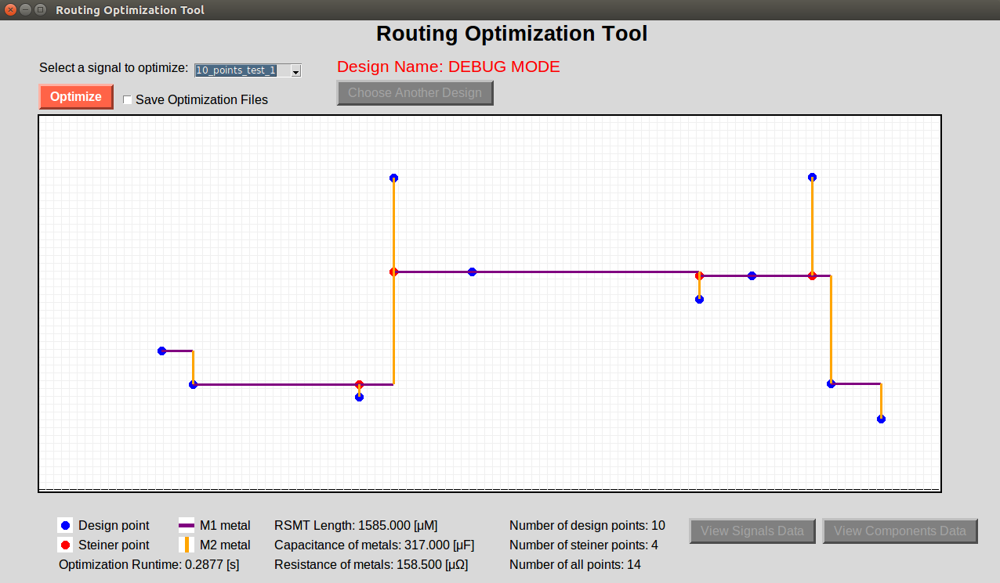 Routing Optimization Tool
Routing Optimization Tool
Select a signal to optimize: 10_points_test_1
Design Name: DEBUG MODE
Optimize
Save Optimization Files
Choose Another Design
Design point
M1 metal
RSMT Length: 1585.000 [μM]
Number of design points: 10
View Signals Data
View Components Data
Steiner point
M2 metal
Capacitance of metals: 317.000 [μF]
Number of steiner points: 4
Optimization Runtime: 0.2877 [s]
Resistance of metals: 158.500 [μΩ]
Number of all points: 14